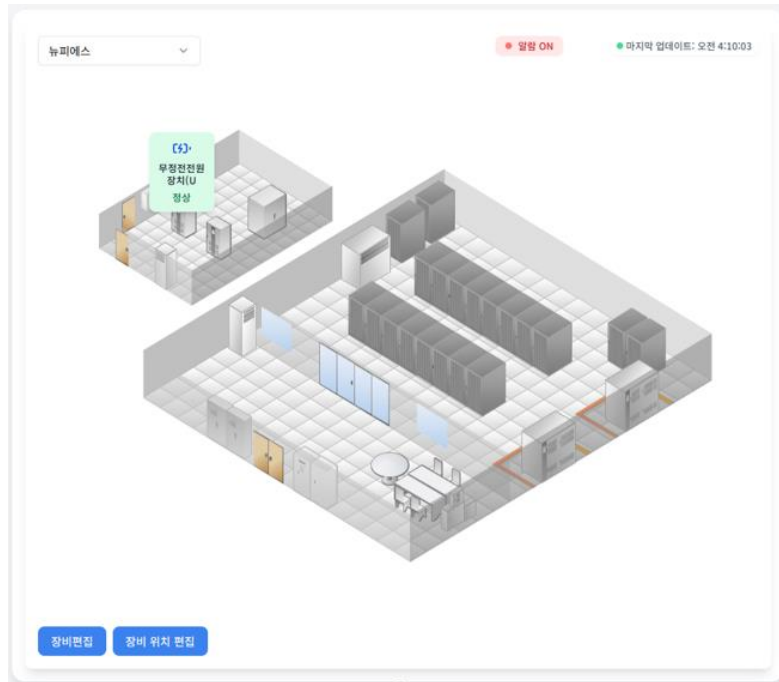 뉴피에스
알람 ON
마지막 업데이트: 오전 4:10:03
무정전전원
장치(U
정상
장비편집
장비 위치 편집